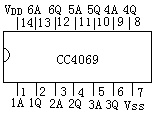 VDD 6A 6Q 5A 5Q 4A 4Q
14 13 12 11 10 9 8
CC4069
1 2 3 4 5 6 7
1A 1Q 2A 2Q 3A 3Q Vss